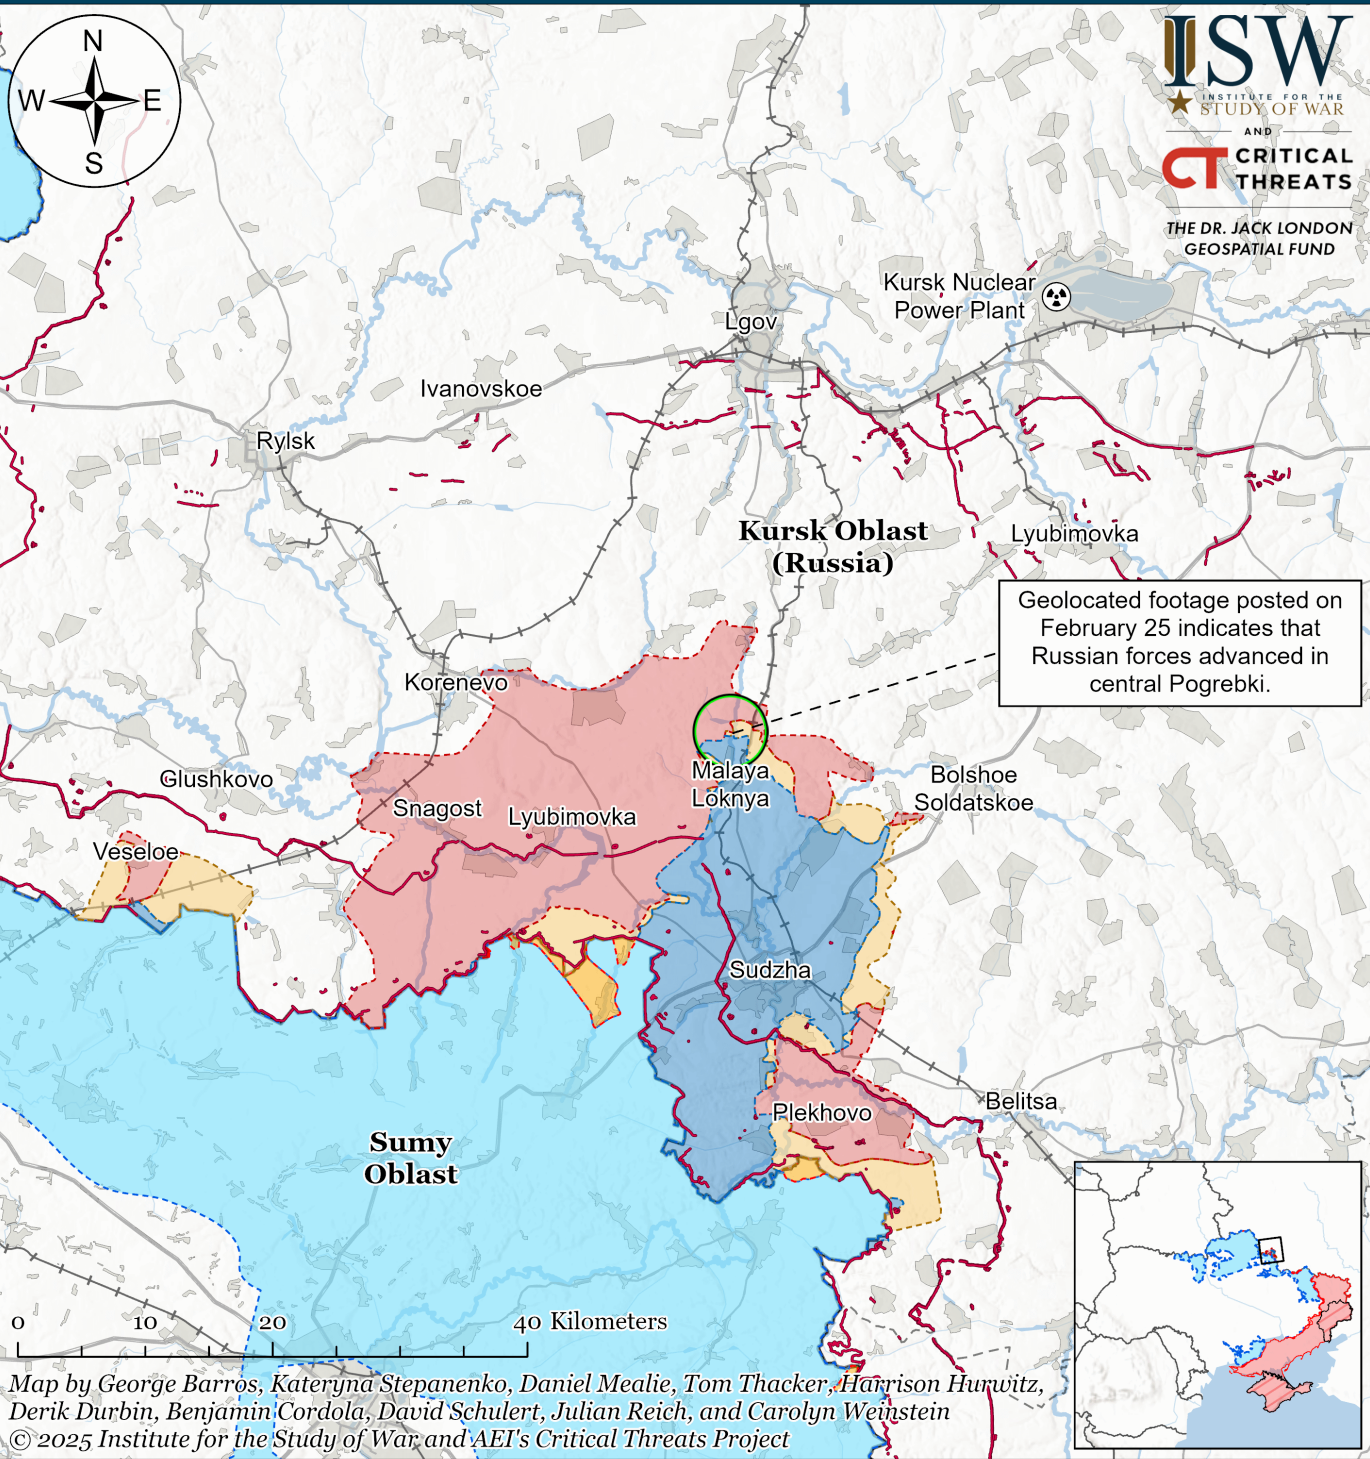 N
W
E
S
ISW
INSTITUTE FOR THE
STUDY OF WAR
AND
CT CRITICAL
THREATS
THE DR. JACK LONDON
GEOSPATIAL FUND
Kursk Nuclear
Power Plant
Lgov
Ivanovskoe
Rylsk
Kursk Oblast
(Russia)
Lyubimovka
Geolocated footage posted on
February 25 indicates that
Russian forces advanced in
central Pogrebki.
Korenevo
Glushkovo
Malaya
Loknya
Bolshoe
Soldatskoe
Snagost
Lyubimovka
Veseloe
Sudzha
Plekhovo
Belitsa
Sumy
Oblast
0 10 20 40 Kilometers
Map by George Barros, Kateryna Stepanenko, Daniel Mealie, Tom Thacker, Harrison Hurwitz,
Derik Durbin, Benjamin Cordola, David Schulert, Julian Reich, and Carolyn Weinstein
© 2025 Institute for the Study of War and AEI's Critical Threats Project